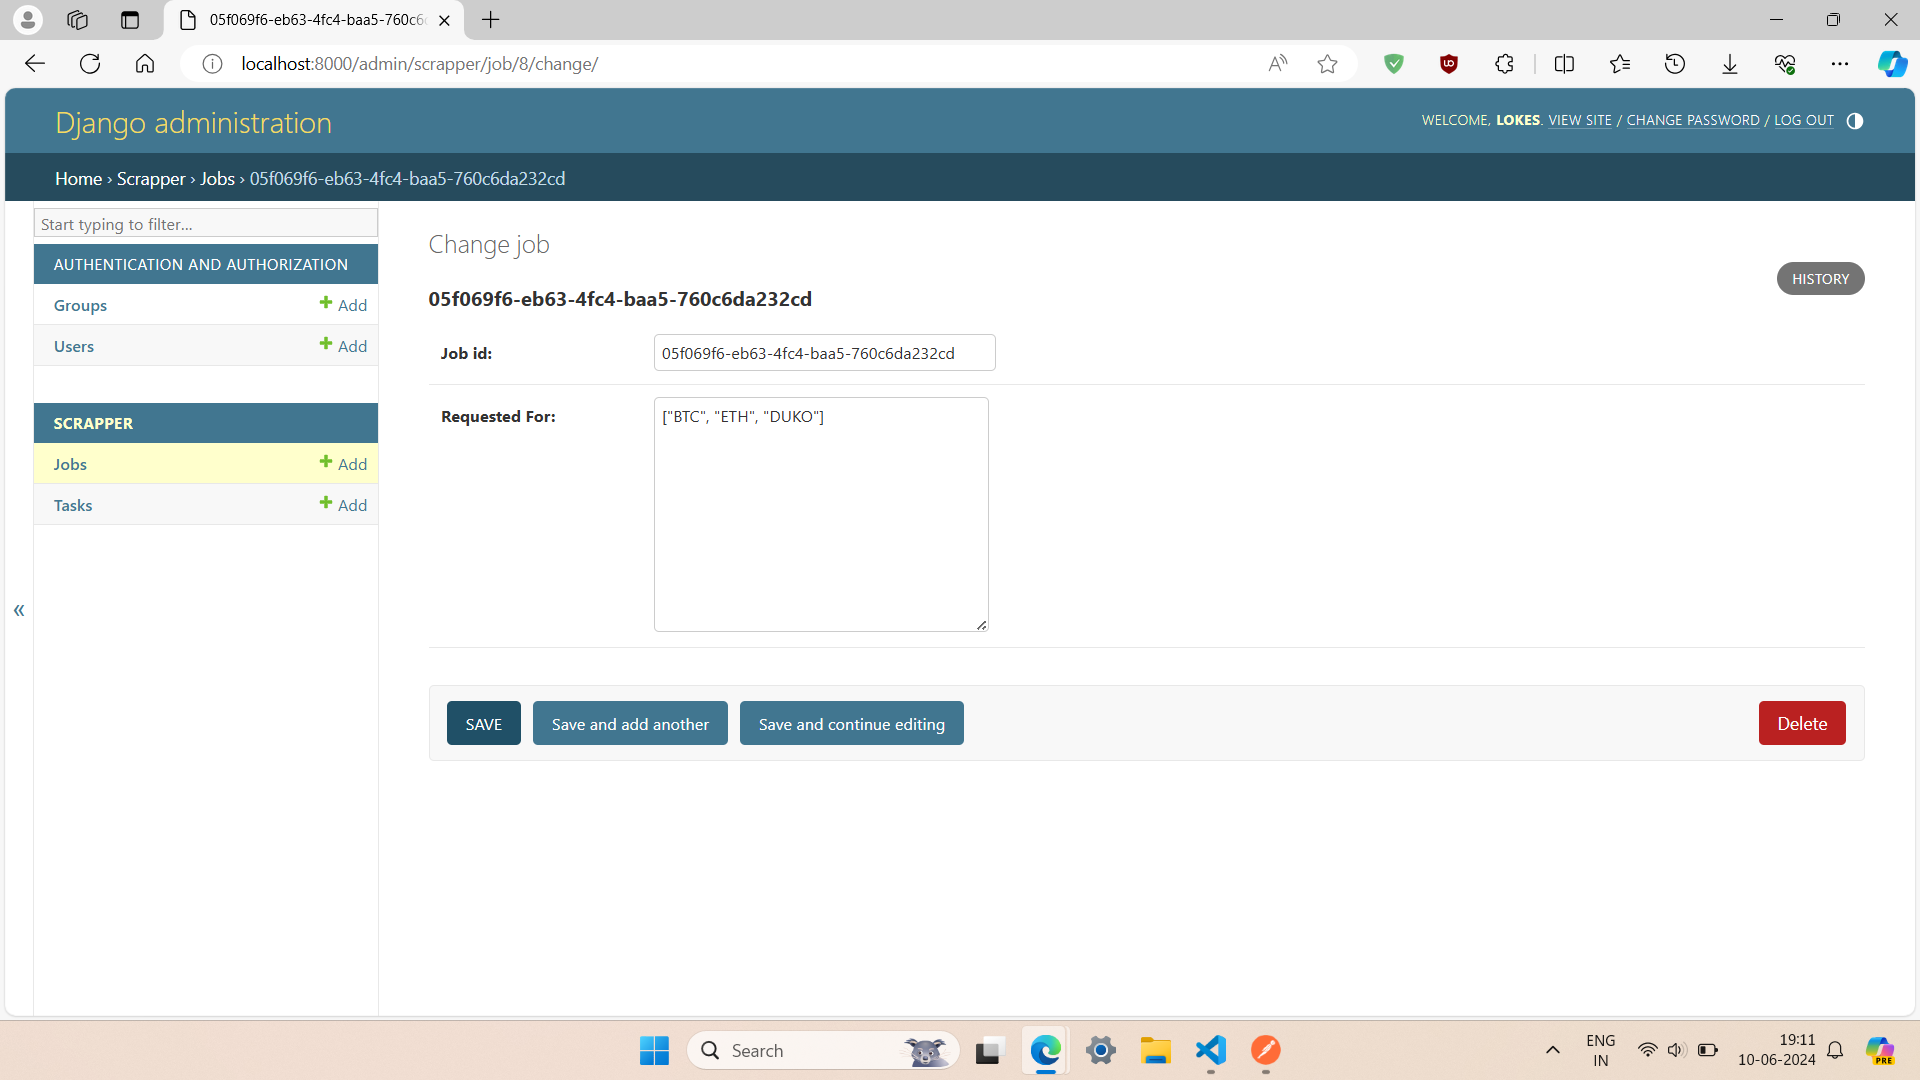 05f069f6-eb63-4fc4-baa5-760c6
localhost:8000/admin/scrapper/job/8/change/
Django administration
WELCOME, LOKES. VIEW SITE / CHANGE PASSWORD / LOG OUT
Home › Scrapper › Jobs › 05f069f6-eb63-4fc4-baa5-760c6da232cd
Start typing to filter...
AUTHENTICATION AND AUTHORIZATION
Groups Add
Users Add
SCRAPPER
Jobs Add
Tasks Add
«
Change job
HISTORY
05f069f6-eb63-4fc4-baa5-760c6da232cd
Job id: 05f069f6-eb63-4fc4-baa5-760c6da232cd
Requested For: ["BTC", "ETH", "DUKO"]
SAVE Save and add another Save and continue editing Delete
Search
ENG
IN
19:11
10-06-2024
PRE